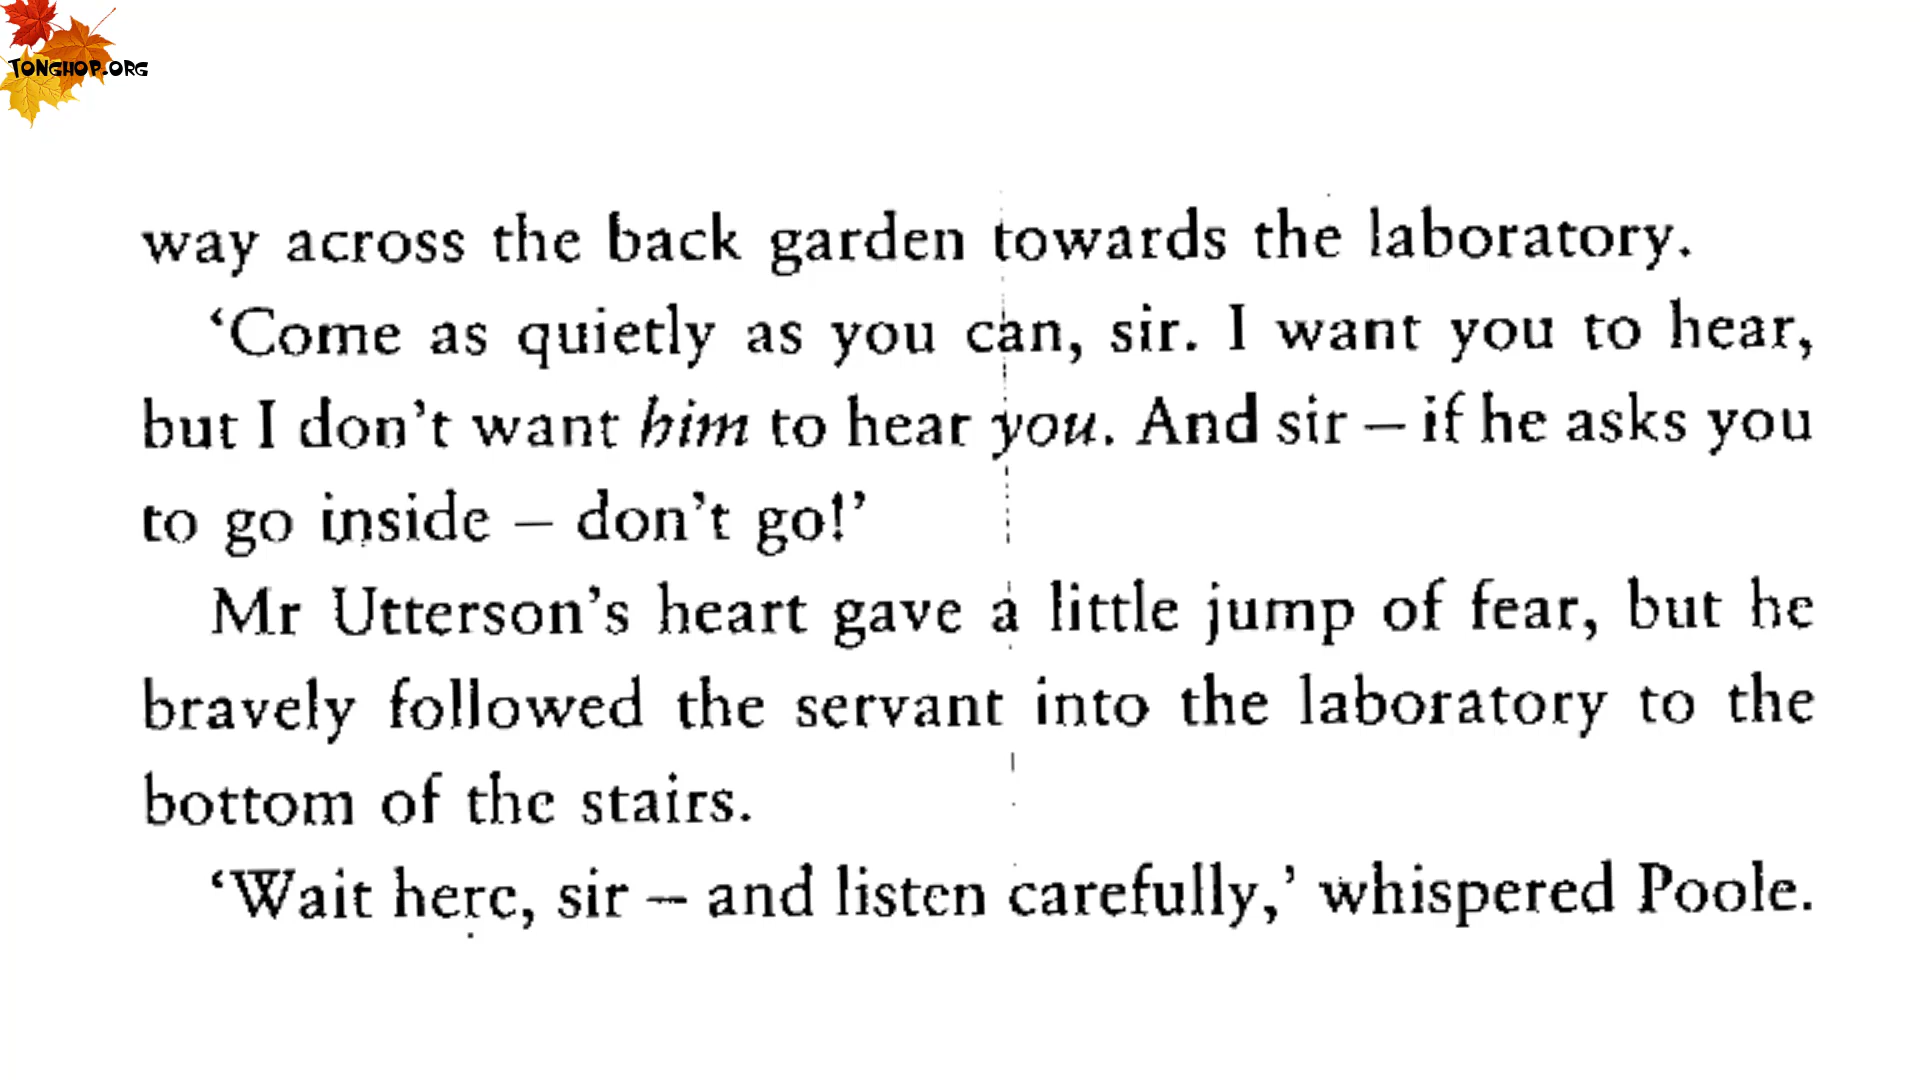 TONGHOP.ORG
way across the back garden towards the laboratory.
‘Come as quietly as you can, sir. I want you to hear,
but I don’t want him to hear you. And sir – if he asks you
to go inside – don’t go!’
Mr Utterson’s heart gave a little jump of fear, but he
bravely followed the servant into the laboratory to the
bottom of the stairs.
‘Wait here, sir – and listen carefully,’ whispered Poole.